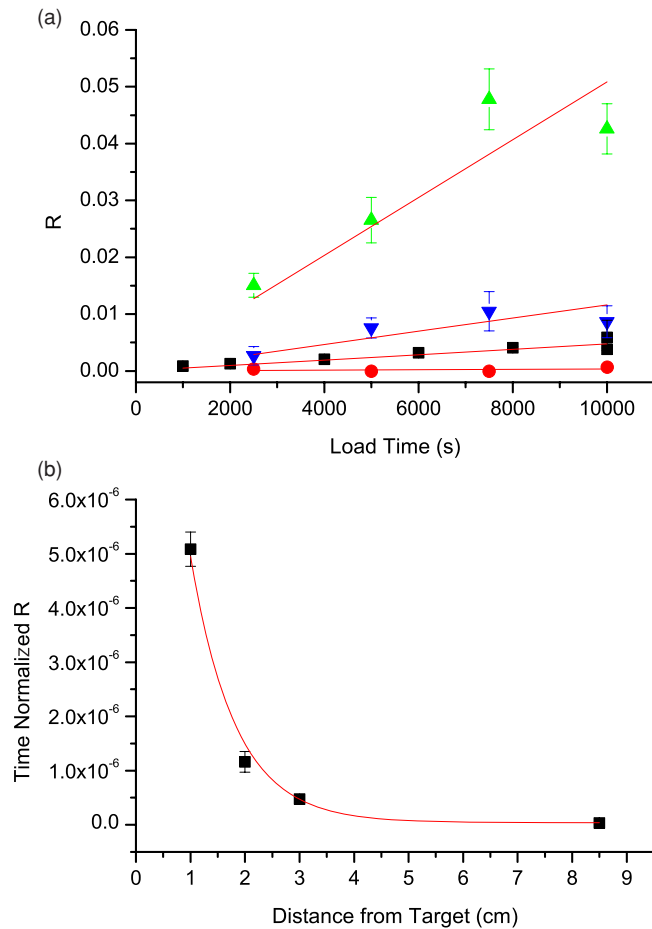 (a)
0.06
0.05
0.04
0.03
0.02
0.01
0.00
R
0 2000 4000 6000 8000 10000
Load Time (s)
(b)
6.0x10⁻⁶
5.0x10⁻⁶
4.0x10⁻⁶
3.0x10⁻⁶
2.0x10⁻⁶
1.0x10⁻⁶
0.0
Time Normalized R
0 1 2 3 4 5 6 7 8 9
Distance from Target (cm)